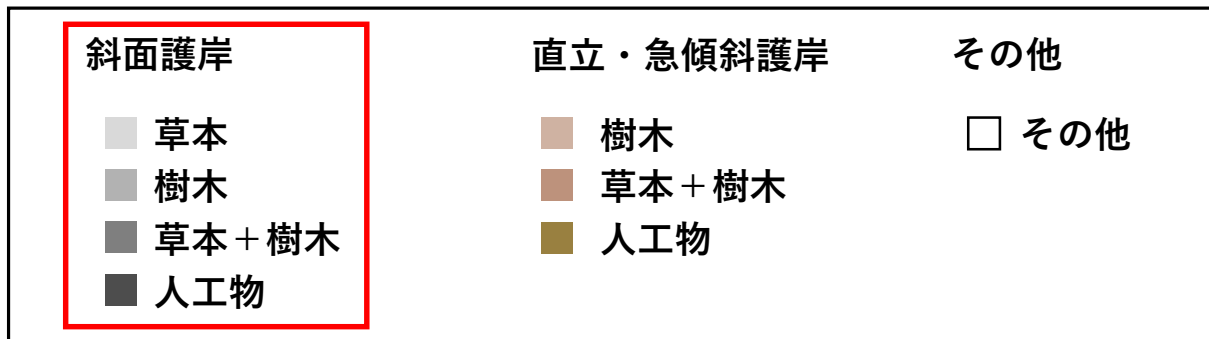 斜面護岸
草本
樹木
草本＋樹木
人工物
直立・急傾斜護岸
樹木
草本＋樹木
人工物
その他
その他